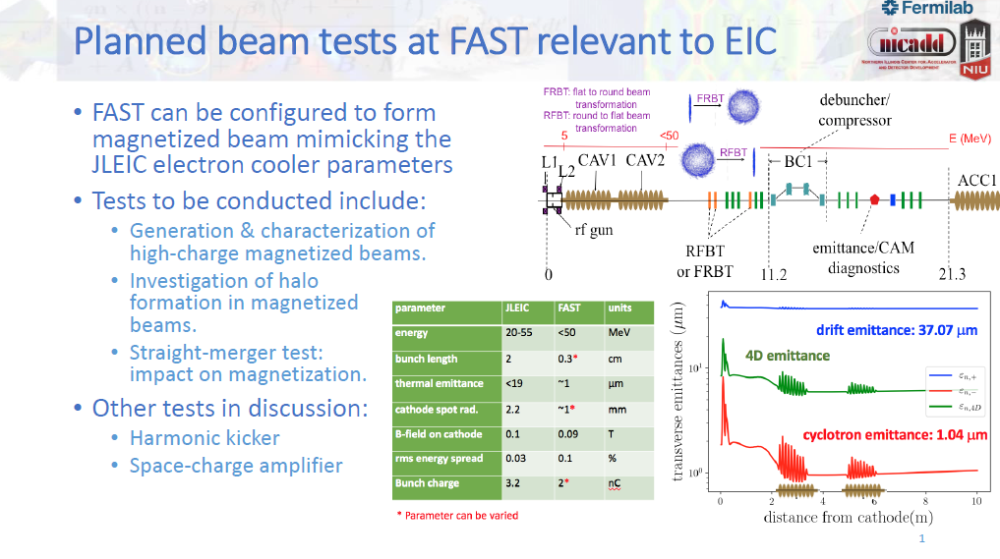 Fermilab
Planned beam tests at FAST relevant to EIC
nicadd
NORTHERN ILLINOIS CENTER FOR ACCELERATOR
AND DETECTOR DEVELOPMENT
NIU
• FAST can be configured to form
magnetized beam mimicking the
JLEIC electron cooler parameters
• Tests to be conducted include:
• Generation & characterization of
high-charge magnetized beams.
• Investigation of halo
formation in magnetized
beams.
• Straight-merger test:
impact on magnetization.
• Other tests in discussion:
• Harmonic kicker
• Space-charge amplifier
FRBT: flat to round beam
transformation
RFBT: round to flat beam
transformation
FRBT
RFBT
debuncher/
compressor
5 <50 E (MeV)
L1 L2 CAV1 CAV2 BC1 ACC1
rf gun
RFBT
or FRBT
emittance/CAM
diagnostics
0 11.2 21.3
parameter JLEIC FAST units
energy 20-55 <50 MeV
bunch length 2 0.3* cm
thermal emittance <19 ~1 µm
cathode spot rad. 2.2 ~1* mm
B-field on cathode 0.1 0.09 T
rms energy spread 0.03 0.1 %
Bunch charge 3.2 2* nC
* Parameter can be varied
transverse emittances (µm)
10¹
10⁰
drift emittance: 37.07 µm
4D emittance
εn,+
εn,−
εn,4D
cyclotron emittance: 1.04 µm
0 2 4 6 8 10
distance from cathode(m)
1